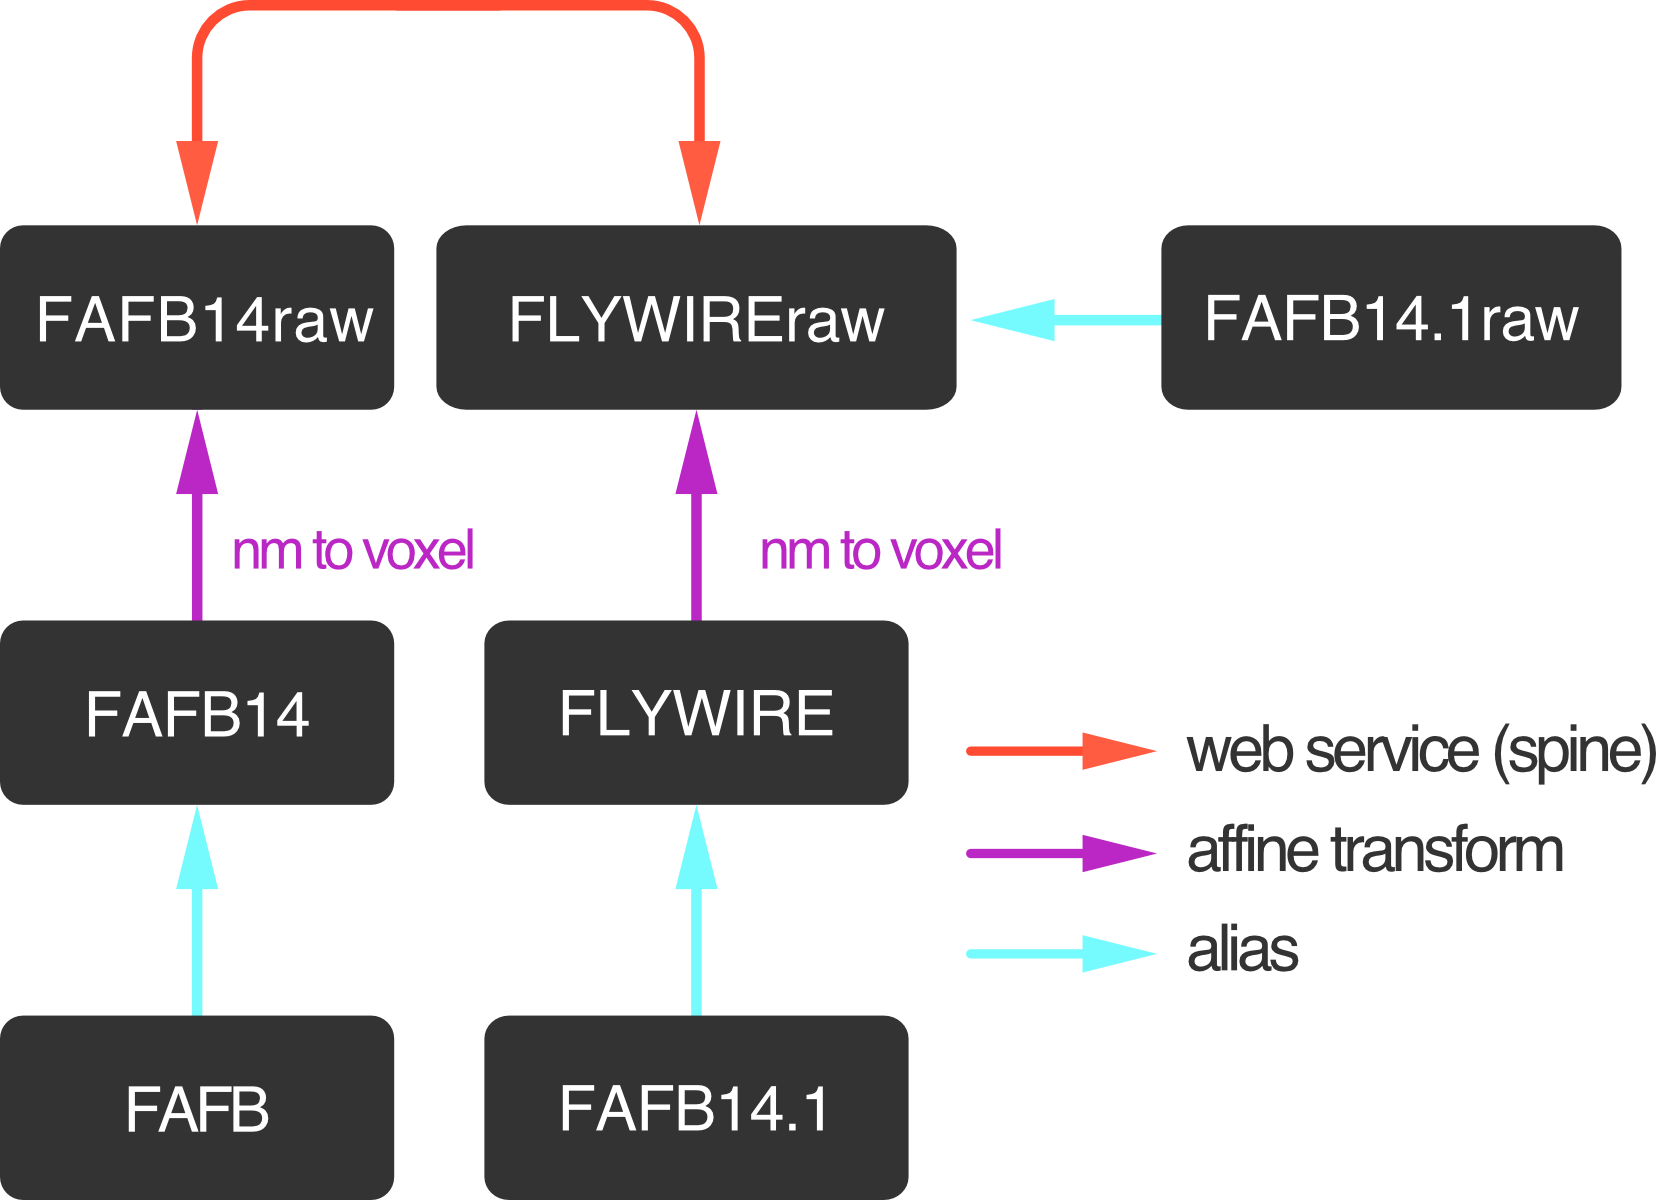 FAFB14raw
FLYWIREraw
FAFB14.1raw
nm to voxel
nm to voxel
FAFB14
FLYWIRE
web service (spine)
affine transform
alias
FAFB
FAFB14.1